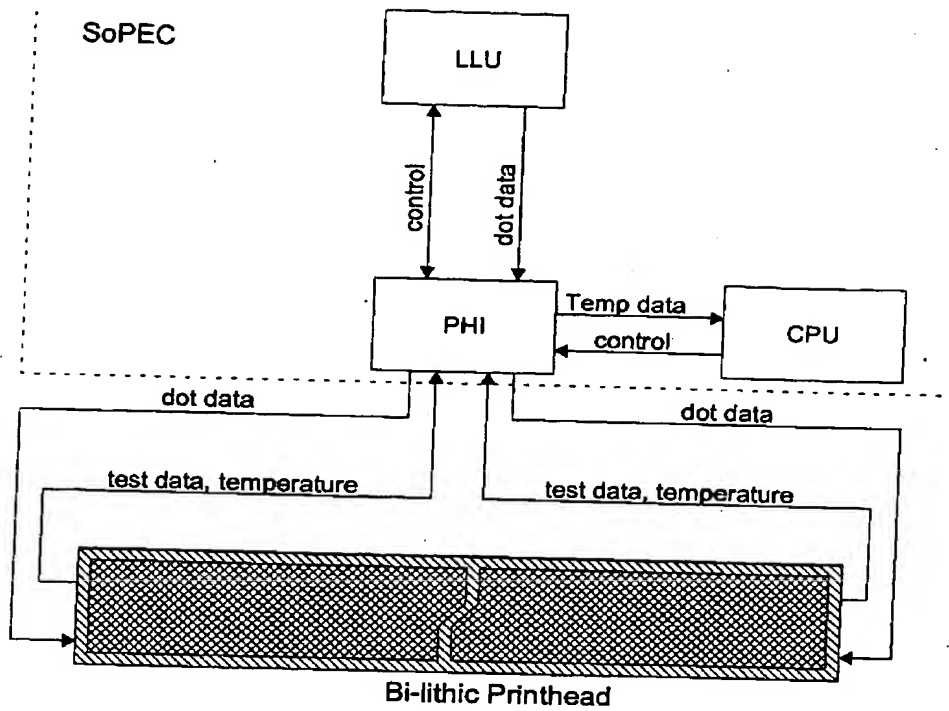 SoPEC
LLU
control
dot data
PHI
Temp data
control
CPU
dot data
dot data
test data, temperature
test data, temperature
Bi-lithic Printhead